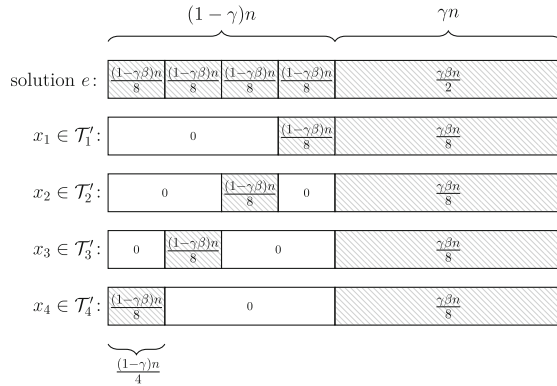 (1 − γ)n γn
solution e: (1−γβ)n/8 (1−γβ)n/8 (1−γβ)n/8 (1−γβ)n/8 γβn/2
x₁ ∈ 𝒯₁′: 0 (1−γβ)n/8 γβn/8
x₂ ∈ 𝒯₂′: 0 (1−γβ)n/8 0 γβn/8
x₃ ∈ 𝒯₃′: 0 (1−γβ)n/8 0 γβn/8
x₄ ∈ 𝒯₄′: (1−γβ)n/8 0 γβn/8
(1−γ)n/4